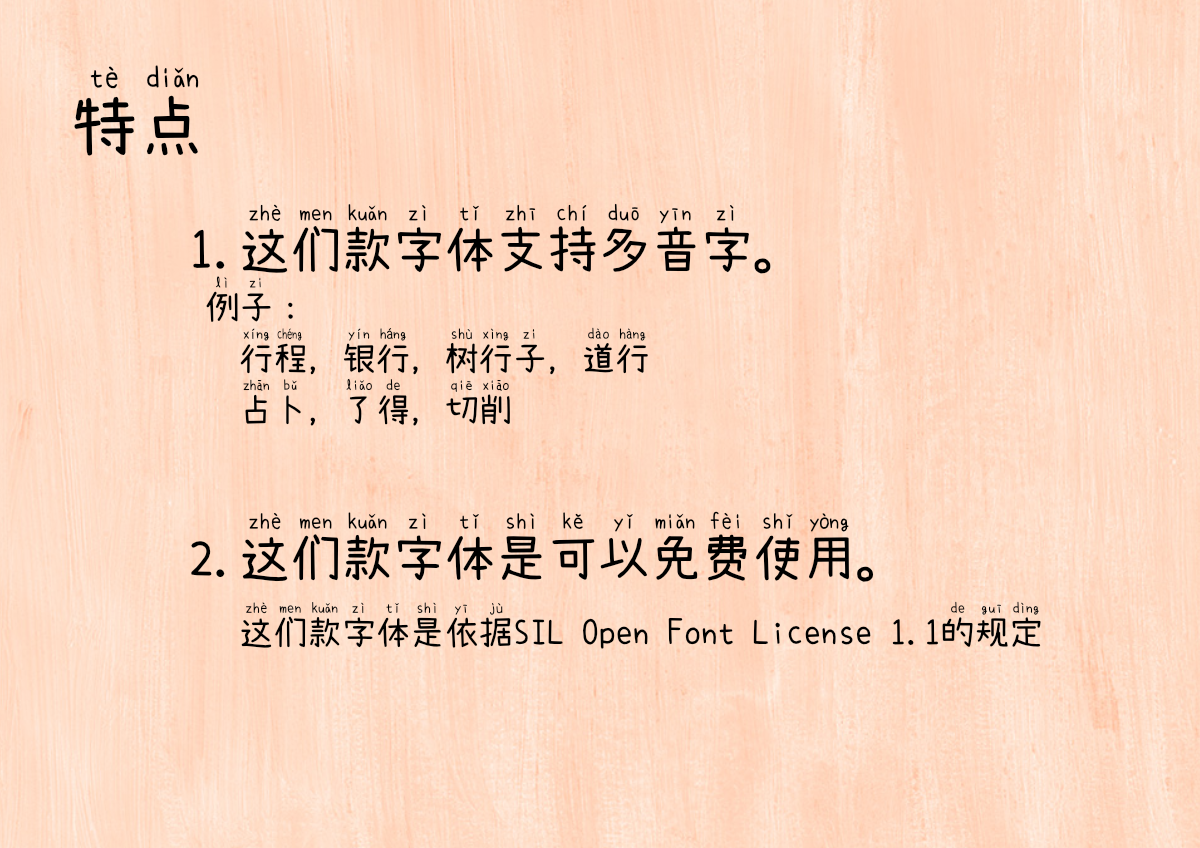 tè diǎn
特点
zhè men kuǎn zì tǐ zhī chí duō yīn zì
1.这们款字体支持多音字。
lì zi
例子：
xíng chéng yín háng shù xìng zi dào hàng
行程, 银行, 树行子, 道行
zhān bǔ liǎo de qiē xiāo
占卜, 了得, 切削
zhè men kuǎn zì tǐ shì kě yǐ miǎn fèi shǐ yòng
2.这们款字体是可以免费使用。
zhè men kuǎn zì tǐ shì yī jù de guī dìng
这们款字体是依据SIL Open Font License 1.1的规定